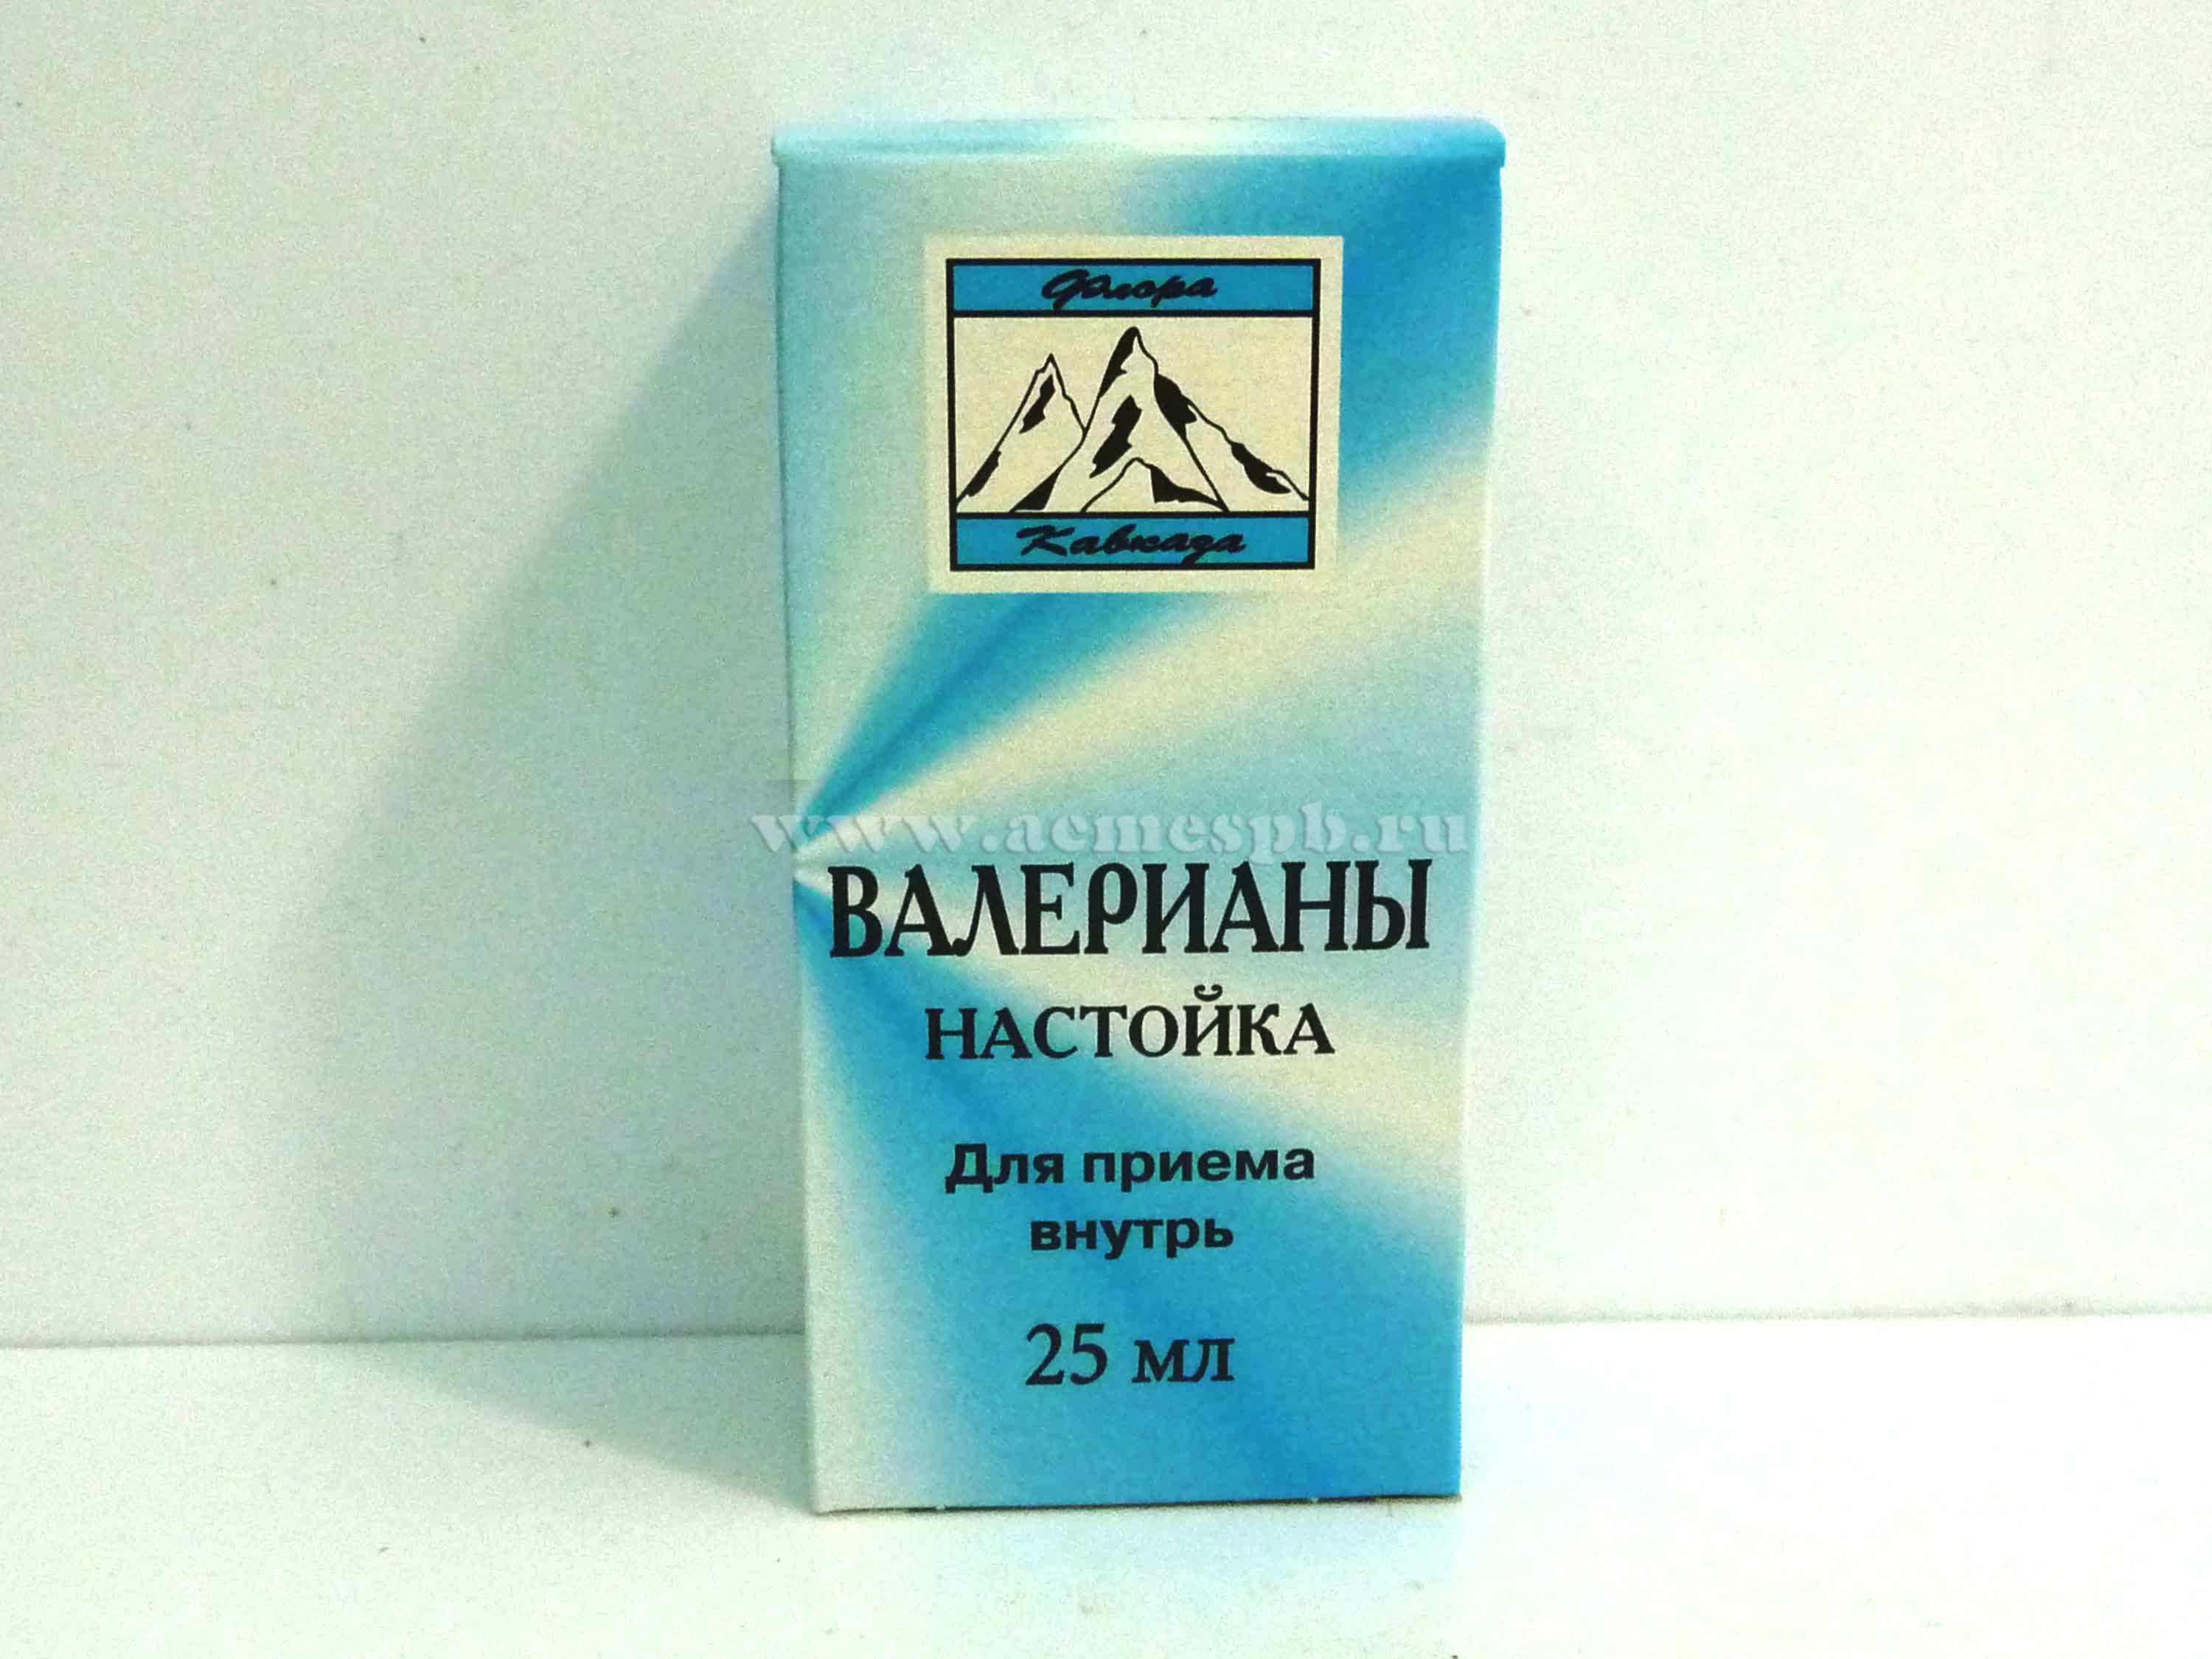 Флора
Кавказа
www.acmespb.ru
ВАЛЕРИАНЫ
НАСТОЙКА
Для приема
внутрь
25 мл